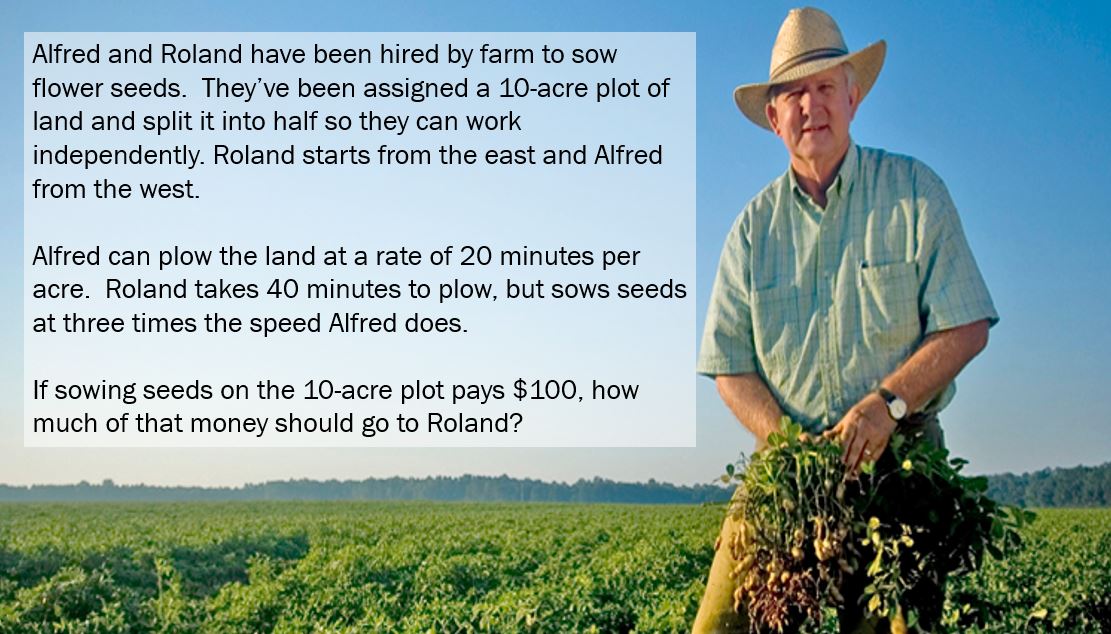 Alfred and Roland have been hired by farm to sow
flower seeds.  They’ve been assigned a 10-acre plot of
land and split it into half so they can work
independently. Roland starts from the east and Alfred
from the west.
Alfred can plow the land at a rate of 20 minutes per
acre.  Roland takes 40 minutes to plow, but sows seeds
at three times the speed Alfred does.
If sowing seeds on the 10-acre plot pays $100, how
much of that money should go to Roland?